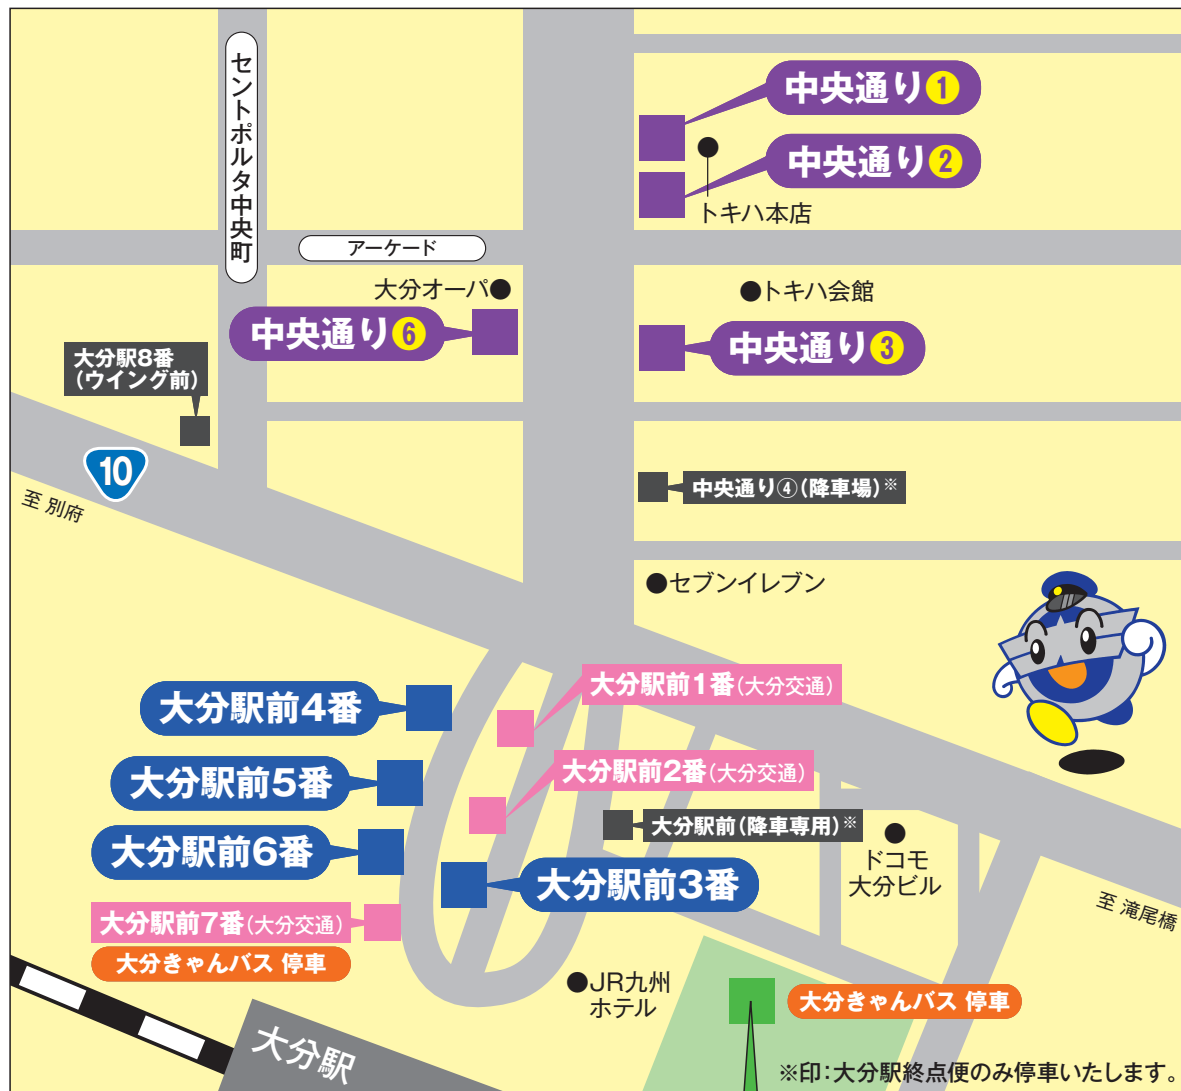 セントポルタ中央町
中央通り1
中央通り2
トキハ本店
アーケード
大分オーパ
トキハ会館
中央通り6
中央通り3
大分駅8番
(ウイング前)
10
至 別府
中央通り④(降車場)※
セブンイレブン
大分駅前1番(大分交通)
大分駅前4番
大分駅前2番(大分交通)
大分駅前5番
大分駅前(降車専用)※
大分駅前6番
ドコモ
大分ビル
大分駅前3番
至 滝尾橋
大分駅前7番(大分交通)
大分きゃんバス 停車
JR九州
ホテル
大分きゃんバス 停車
大分駅
※印:大分駅終点便のみ停車いたします。